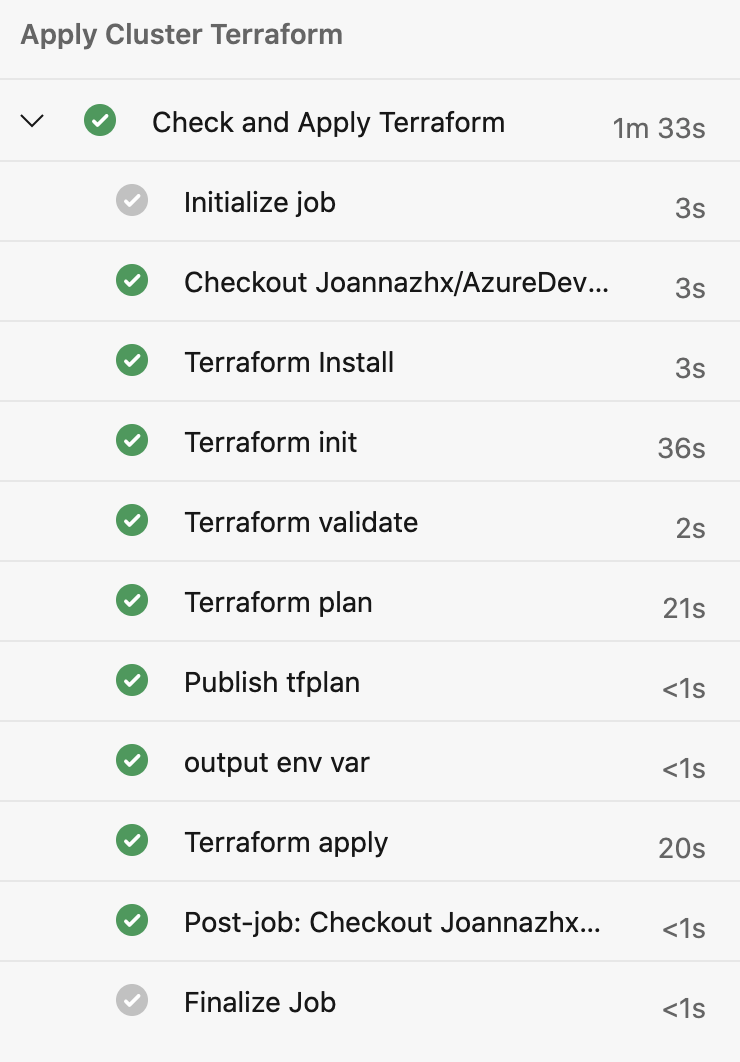 Apply Cluster Terraform
Check and Apply Terraform 1m 33s
Initialize job 3s
Checkout Joannazhx/AzureDev... 3s
Terraform Install 3s
Terraform init 36s
Terraform validate 2s
Terraform plan 21s
Publish tfplan <1s
output env var <1s
Terraform apply 20s
Post-job: Checkout Joannazhx... <1s
Finalize Job <1s